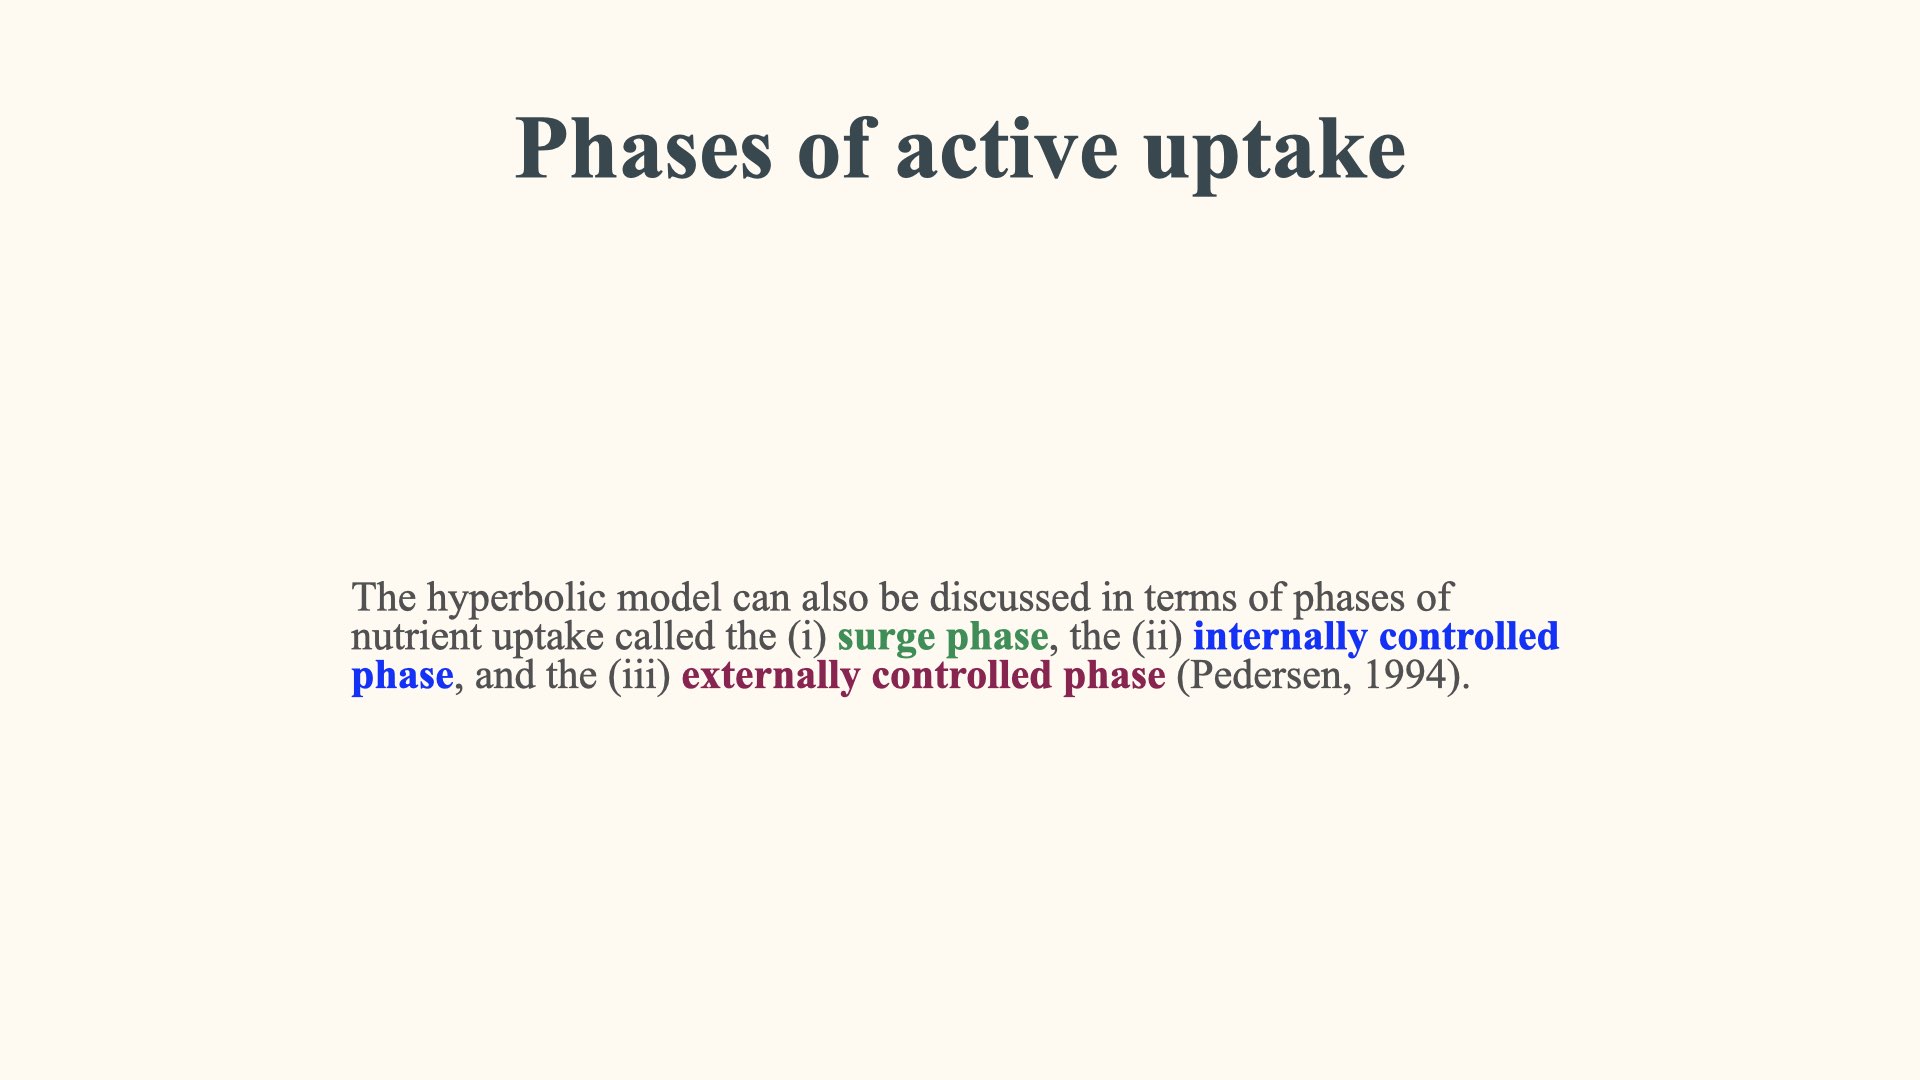 Phases of active uptake
The hyperbolic model can also be discussed in terms of phases of
nutrient uptake called the (i) surge phase, the (ii) internally controlled
phase, and the (iii) externally controlled phase (Pedersen, 1994).